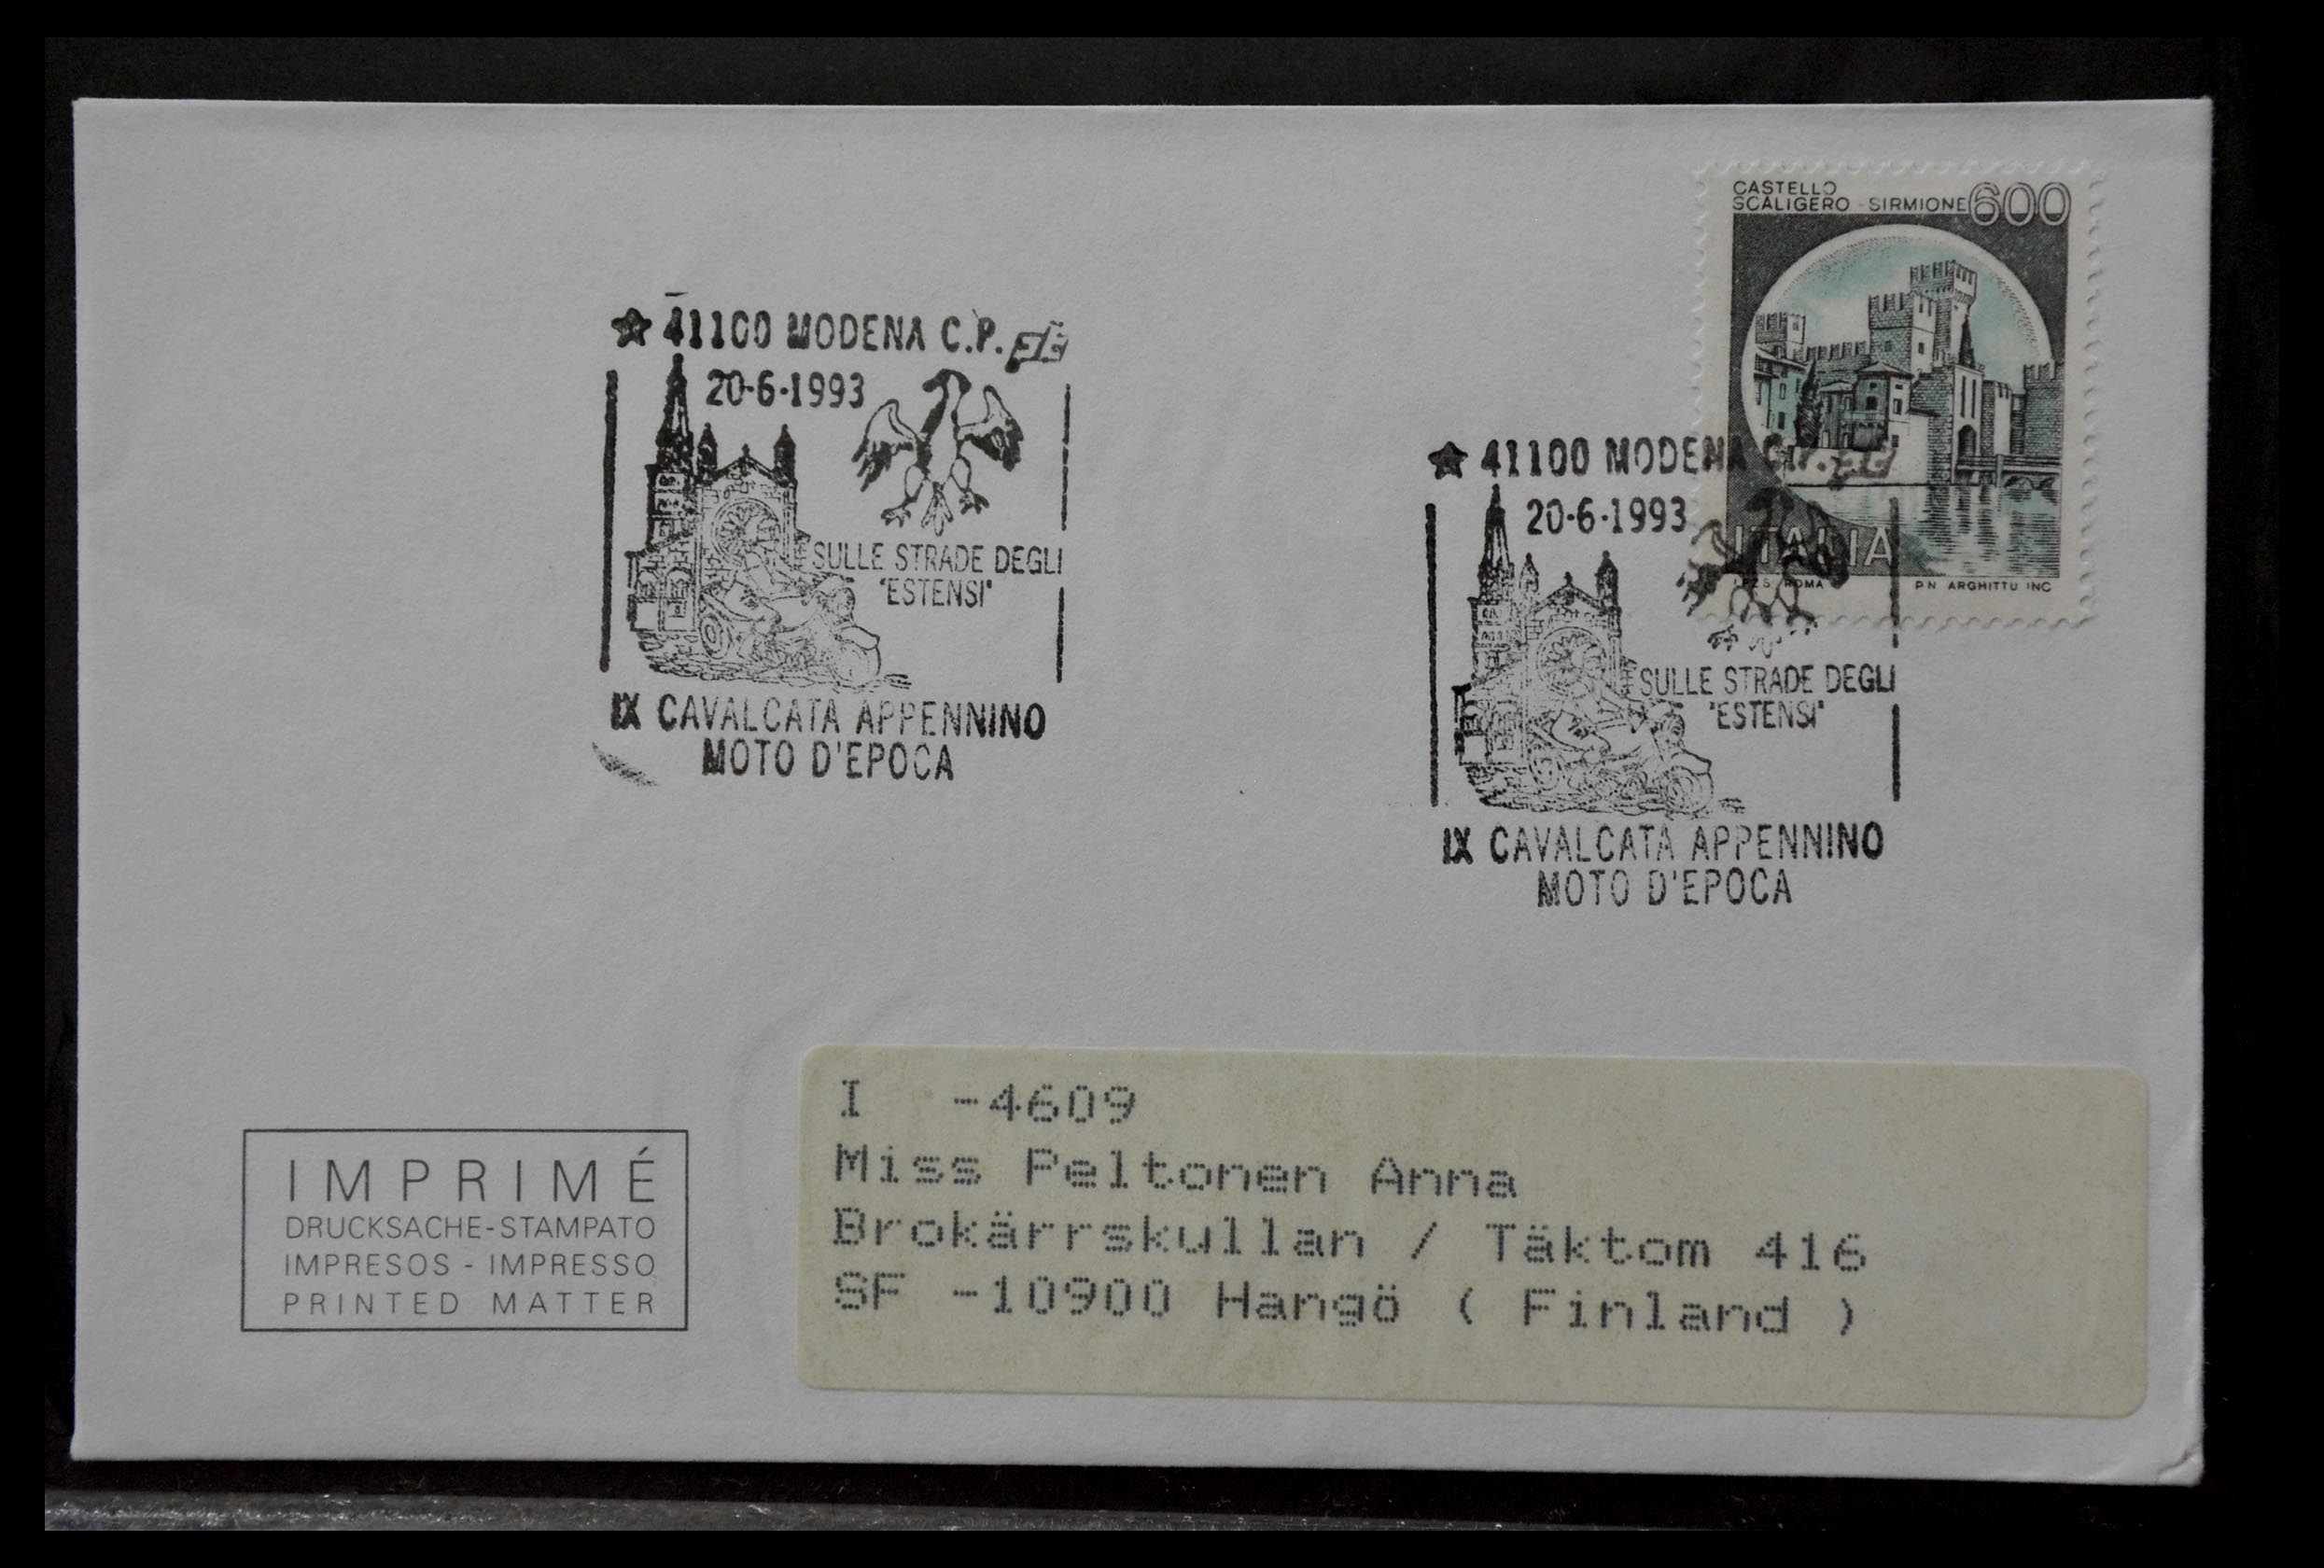 CASTELLO
SCALIGERO - SIRMIONE 600
ITALIA
I.P.Z.S. ROMA P.N. ARGHITTU INC
41100 MODENA C.P.
20·6·1993
SULLE STRADE DEGLI
"ESTENSI"
IX CAVALCATA APPENNINO
MOTO D'EPOCA
41100 MODENA
20·6·1993
SULLE STRADE DEGLI
"ESTENSI"
IX CAVALCATA APPENNINO
MOTO D'EPOCA
IMPRIMÉ
DRUCKSACHE-STAMPATO
IMPRESOS - IMPRESSO
PRINTED MATTER
I -4609
Miss Peltonen Anna
Brokärrskullan / Täktom 416
SF -10900 Hangö ( Finland )